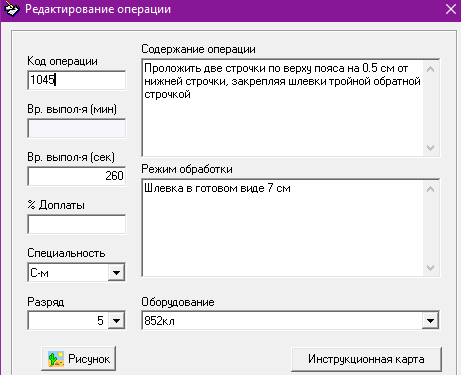 Редактирование операции
Код операции
1045
Вр. выпол-я (мин)
Вр. выпол-я (сек)
260
% Доплаты
Специальность
С-м
Разряд
5
Рисунок
Содержание операции
Проложить две строчки по верху пояса на 0.5 см от
нижней строчки, закрепляя шлевки тройной обратной
строчкой
Режим обработки
Шлевка в готовом виде 7 см
Оборудование
852кл
Инструкционная карта